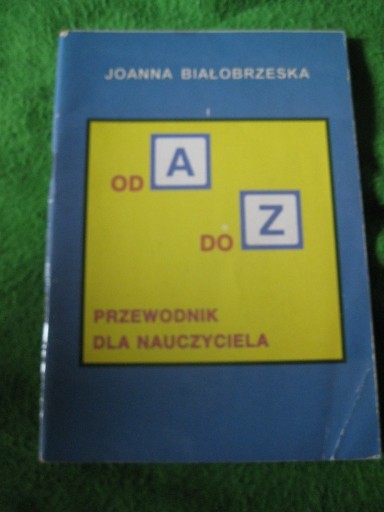 JOANNA BIAŁOBRZESKA
OD A
DO Z
PRZEWODNIK
DLA NAUCZYCIELA